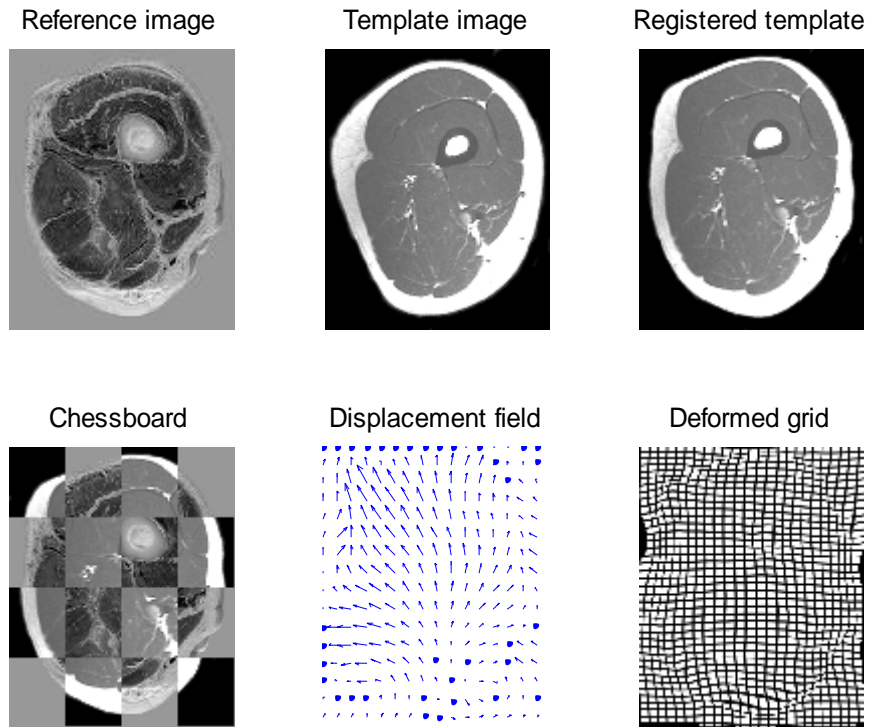 Reference image
Template image
Registered template
Chessboard
Displacement field
Deformed grid